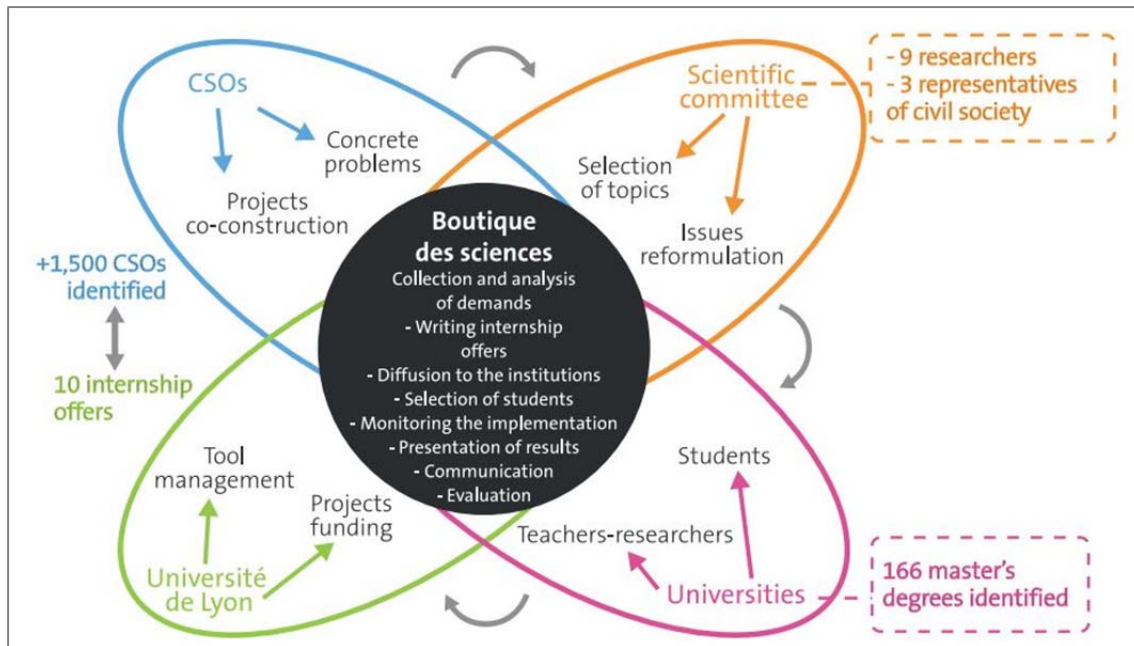 CSOs
Concrete
problems
Projects
co-construction
Scientific
committee
- 9 researchers
- 3 representatives
of civil society
Selection
of topics
Issues
reformulation
+1,500 CSOs
identified
10 internship
offers
Boutique
des sciences
Collection and analysis
of demands
- Writing internship
offers
- Diffusion to the institutions
- Selection of students
- Monitoring the implementation
- Presentation of results
- Communication
- Evaluation
Tool
management
Projects
funding
Université
de Lyon
Students
Teachers-researchers
Universities
166 master's
degrees identified